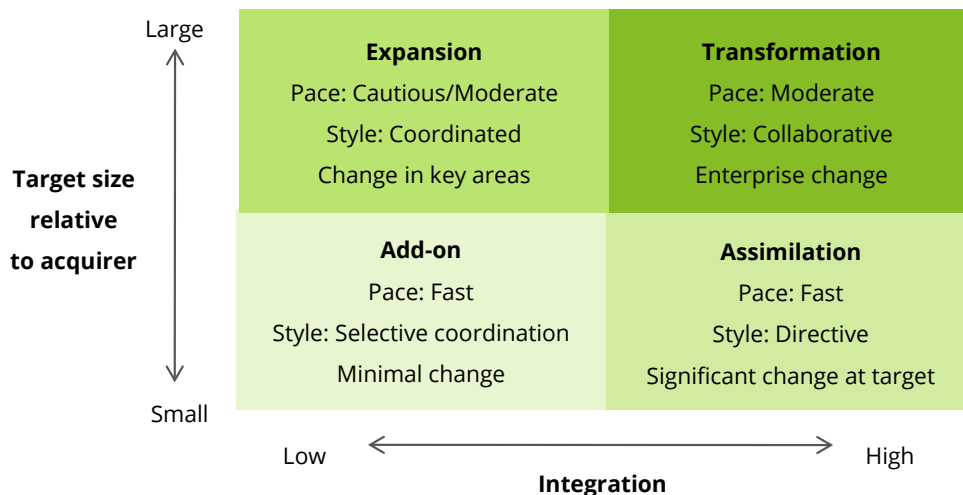 Large
Expansion
Pace: Cautious/Moderate
Style: Coordinated
Change in key areas
Transformation
Pace: Moderate
Style: Collaborative
Enterprise change
Target size
relative
to acquirer
Add-on
Pace: Fast
Style: Selective coordination
Minimal change
Assimilation
Pace: Fast
Style: Directive
Significant change at target
Small
Low
High
Integration